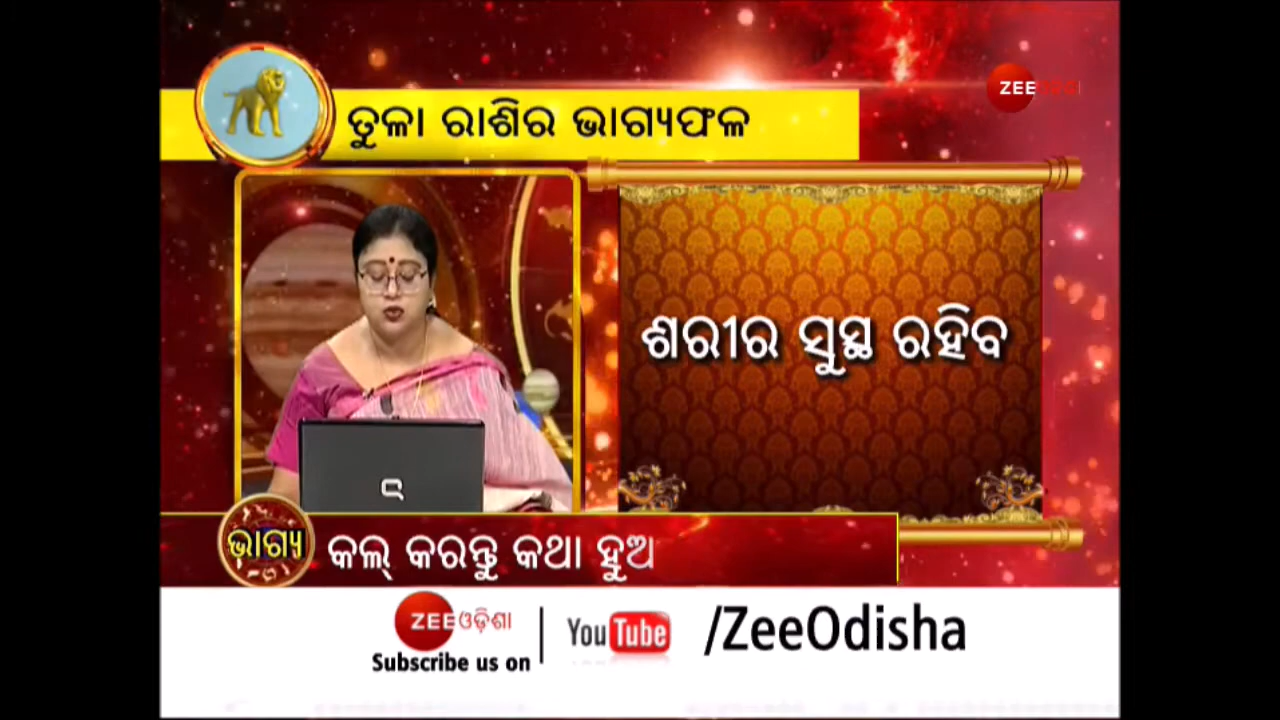 ତୁଳା ରାଶିର ଭାଗ୍ୟଫଳ
ZEE
ଶରୀର ସୁସ୍ଥ ରହିବ
ଭାଗ୍ୟ
କଲ୍ କରନ୍ତୁ କଥା ହୁଅ
ZEE ଓଡ଼ିଶା
Subscribe us on
YouTube
/ZeeOdisha